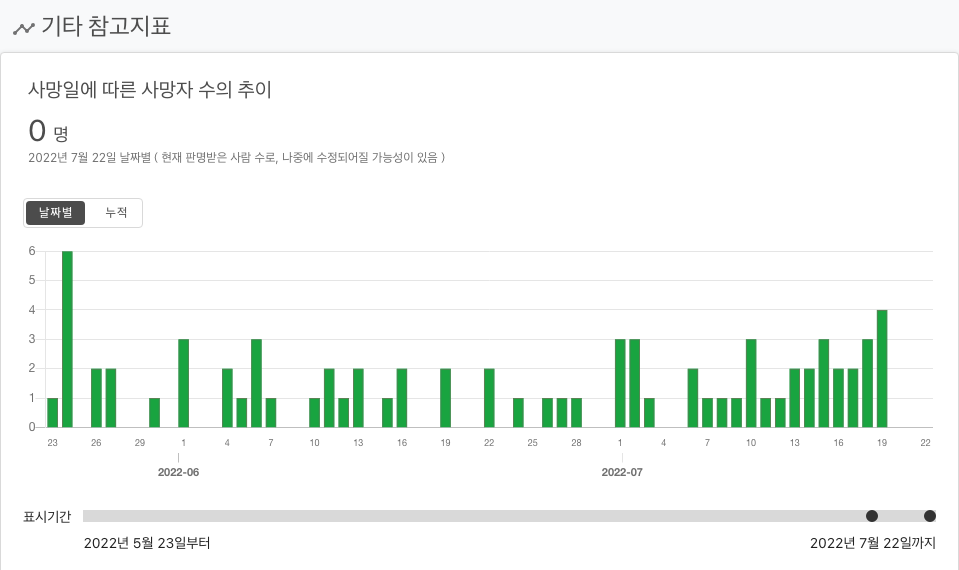 기타 참고지표
사망일에 따른 사망자 수의 추이
0 명
2022년 7월 22일 날짜별 ( 현재 판명받은 사람 수로, 나중에 수정되어질 가능성이 있음 )
날짜별 누적
6
5
4
3
2
1
0
23 26 29 1 4 7 10 13 16 19 22 25 28 1 4 7 10 13 16 19 22
2022-06 2022-07
표시기간
2022년 5월 23일부터 2022년 7월 22일까지